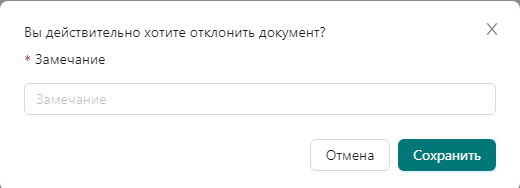 Вы действительно хотите отклонить документ?
* Замечание
Замечание
Отмена
Сохранить